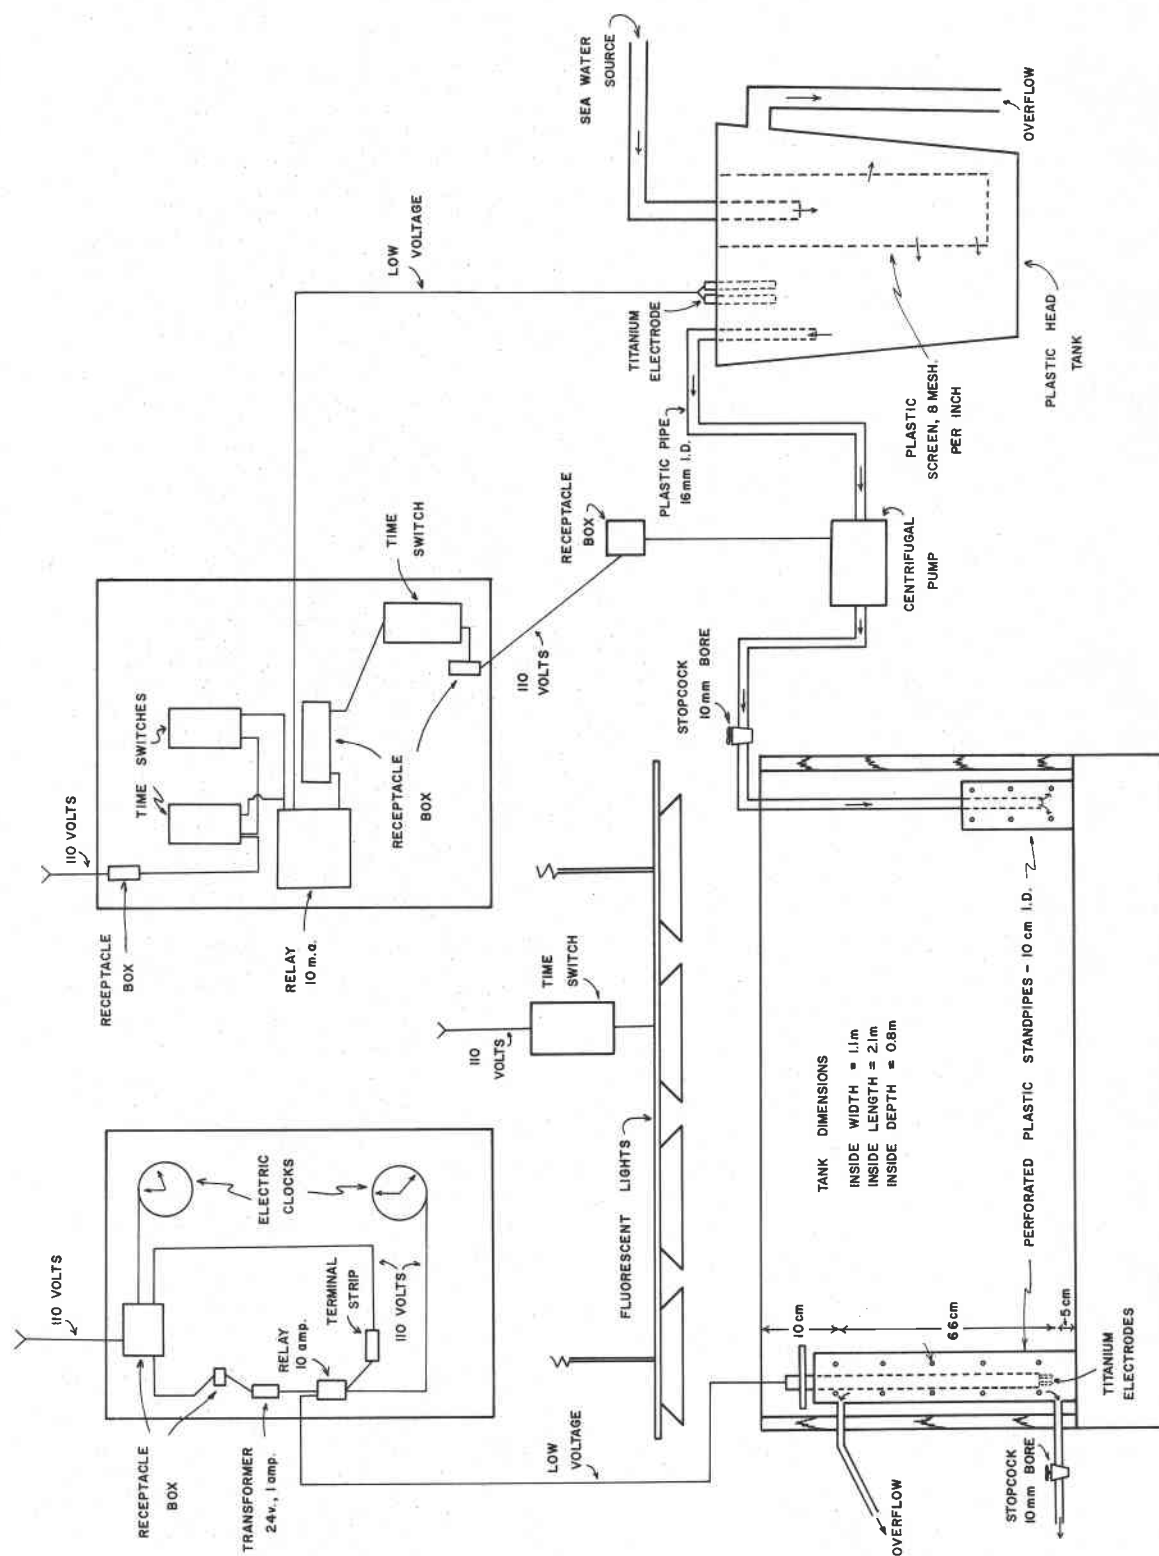 110 VOLTS
RECEPTACLE
BOX
TRANSFORMER
24v., 1 amp.
RELAY
10 amp.
TERMINAL
STRIP
110 VOLTS
ELECTRIC
CLOCKS
LOW
VOLTAGE
110
VOLTS
TIME
SWITCH
FLUORESCENT LIGHTS
110 VOLTS
RECEPTACLE
BOX
TIME SWITCHES
RELAY
10 m.a.
RECEPTACLE
BOX
TIME
SWITCH
110
VOLTS
RECEPTACLE
BOX
LOW
VOLTAGE
SEA WATER
SOURCE
TITANIUM
ELECTRODE
PLASTIC PIPE
16mm I.D.
OVERFLOW
PLASTIC
SCREEN, 8 MESH.
PER INCH
PLASTIC HEAD
TANK
CENTRIFUGAL
PUMP
STOPCOCK
10mm BORE
TANK DIMENSIONS
INSIDE WIDTH = 1.1m
INSIDE LENGTH = 2.1m
INSIDE DEPTH = 0.8m
PERFORATED PLASTIC STANDPIPES - 10 cm I.D.
10cm
66cm
5cm
TITANIUM
ELECTRODES
OVERFLOW
STOPCOCK
10mm BORE